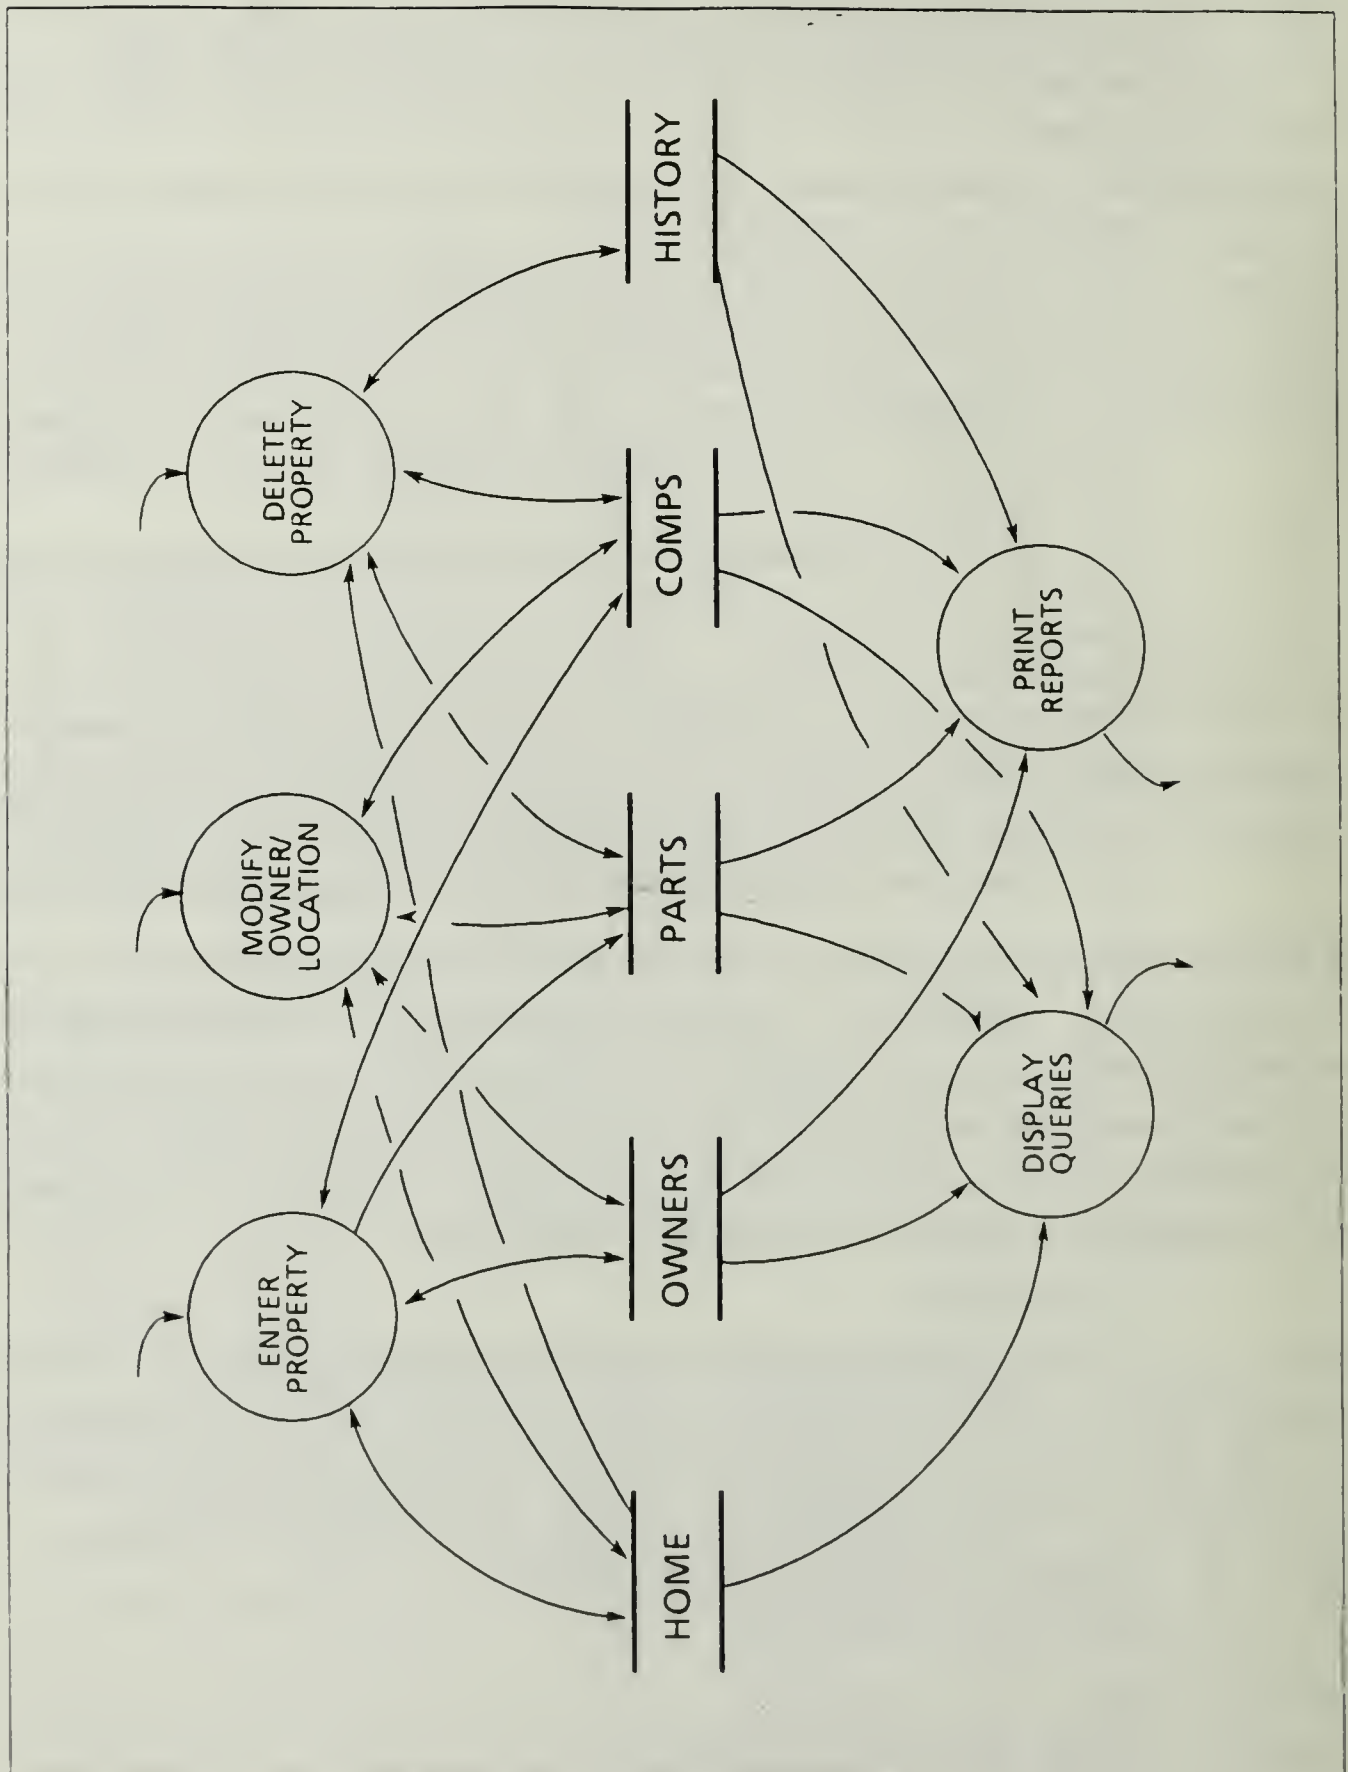 ENTER
PROPERTY
MODIFY
OWNER/
LOCATION
DELETE
PROPERTY
HOME
OWNERS
PARTS
COMPS
HISTORY
DISPLAY
QUERIES
PRINT
REPORTS